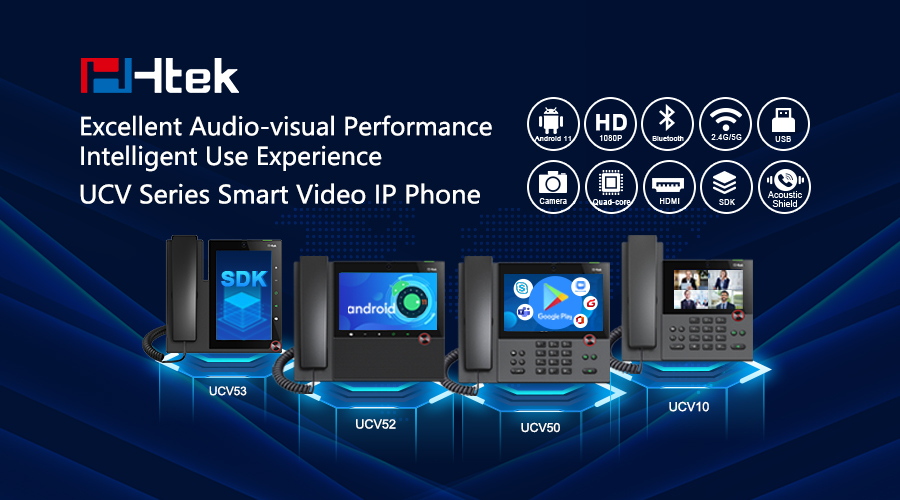 Htek
Excellent Audio-visual Performance
Intelligent Use Experience
UCV Series Smart Video IP Phone
Android 11
HD
1080P
Bluetooth
2.4G/5G
USB
Camera
Quad-core
HDMI
SDK
Acoustic
Shield
SDK
android
Google Play
UCV53
UCV52
UCV50
UCV10